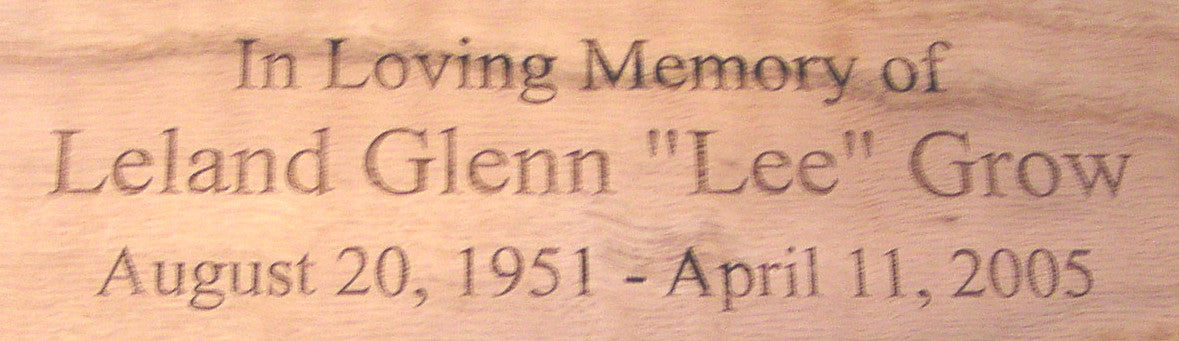 In Loving Memory of
Leland Glenn "Lee" Grow
August 20, 1951 - April 11, 2005